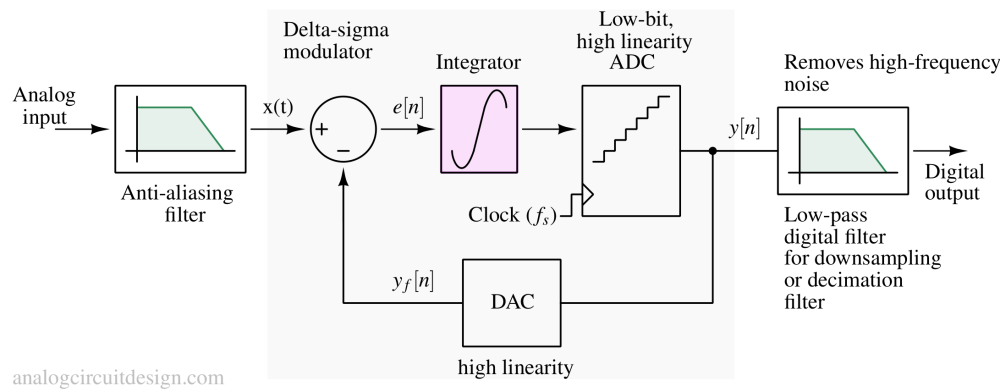 Delta-sigma
modulator
Low-bit,
high linearity
ADC
Integrator
Removes high-frequency
noise
Analog
input
x(t)
+
−
e[n]
y[n]
Digital
output
Anti-aliasing
filter
Clock (fs)
Low-pass
digital filter
for downsampling
or decimation
filter
yf[n]
DAC
high linearity
analogcircuitdesign.com